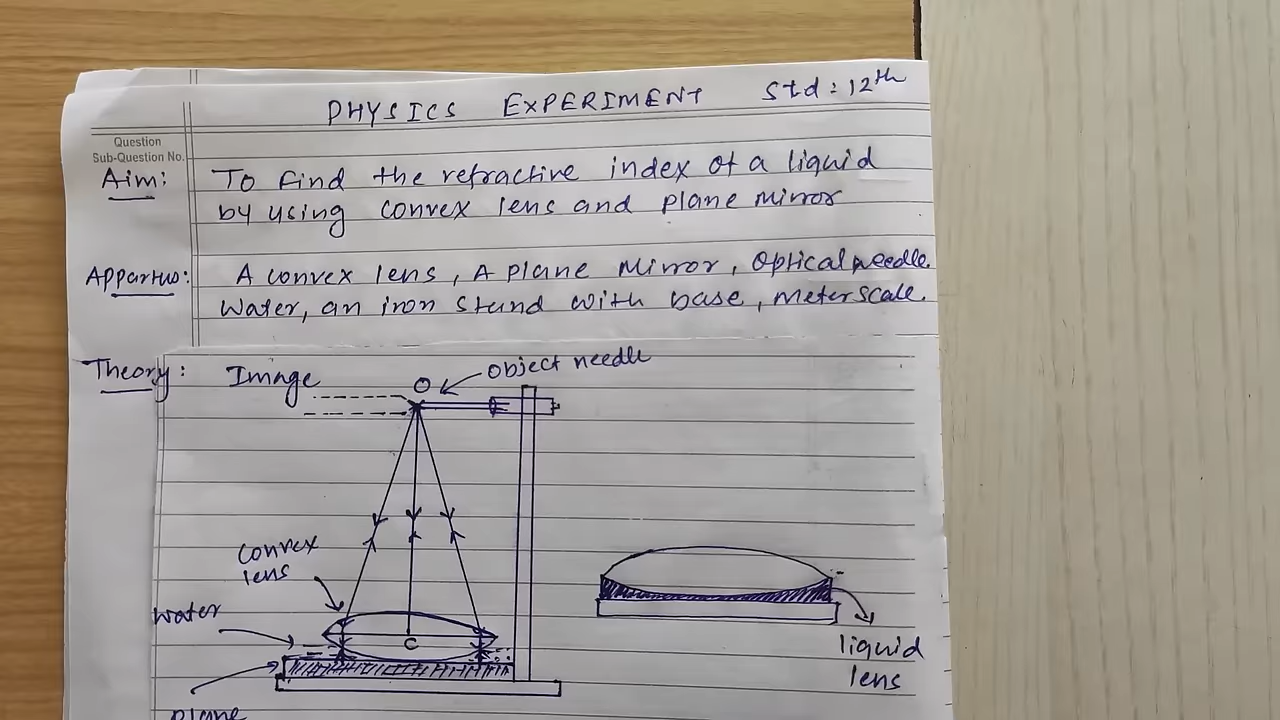 PHYSICS EXPERIMENT Std: 12th
Question
Sub-Question No.
Aim: To find the refractive index of a liquid
by using convex lens and plane mirror
Appartus: A convex lens, A plane mirror, Optical needle.
Water, an iron stand with base, meter scale.
Theory: Image
O object needle
convex
lens
water
C
liquid
lens
plane